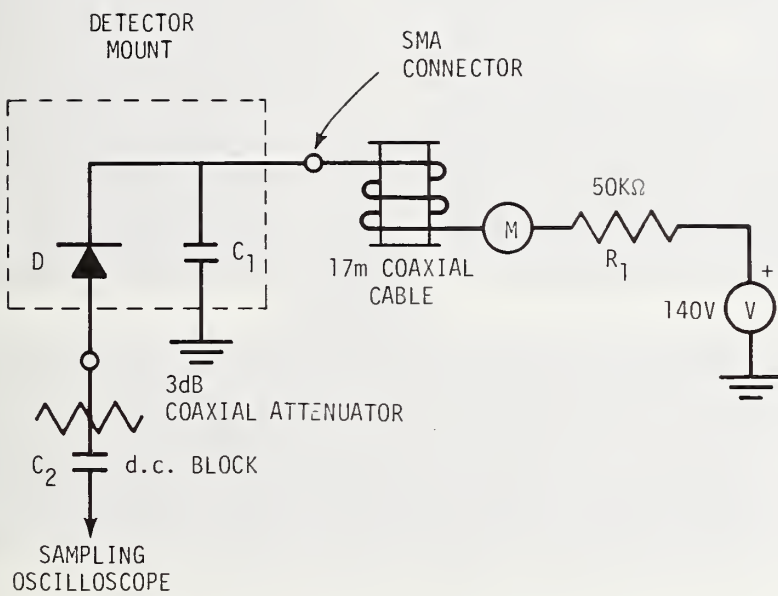 DETECTOR
MOUNT
SMA
CONNECTOR
50KΩ
M
R1
D
C1
17m COAXIAL
CABLE
+
140V
V
3dB
COAXIAL ATTENUATOR
C2 d.c. BLOCK
SAMPLING
OSCILLOSCOPE